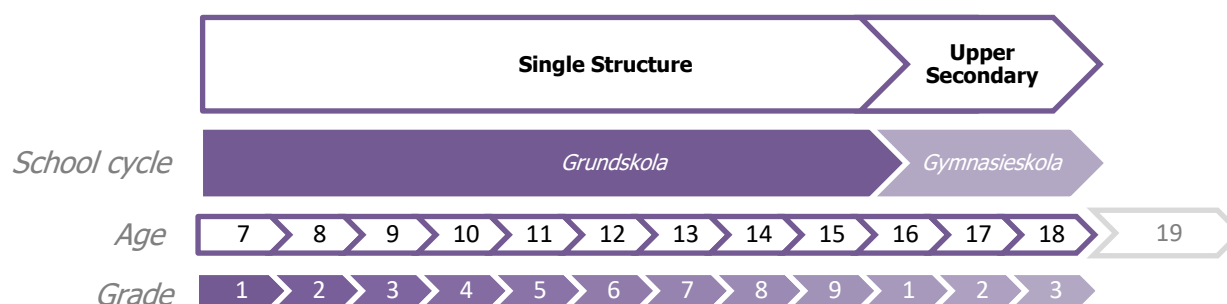 Single Structure
Upper
Secondary
School cycle
Grundskola
Gymnasieskola
Age
7 8 9 10 11 12 13 14 15 16 17 18 19
Grade
1 2 3 4 5 6 7 8 9 1 2 3